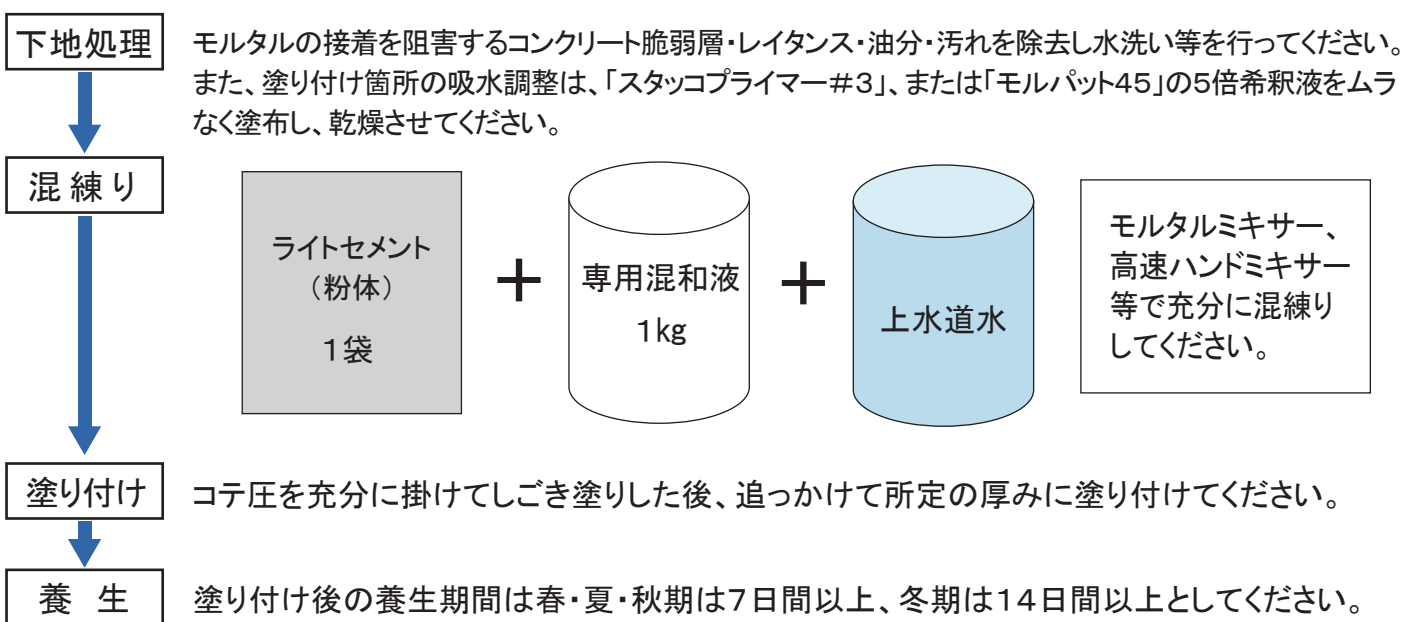 下地処理
モルタルの接着を阻害するコンクリート脆弱層・レイタンス・油分・汚れを除去し水洗い等を行ってください。
また、塗り付け箇所の吸水調整は、「スタッコプライマー＃３」、または「モルパット４５」の５倍希釈液をムラ
なく塗布し、乾燥させてください。
混 練 り
ライトセメント
（粉体）
１袋
＋
専用混和液
１kg
＋
上水道水
モルタルミキサー、
高速ハンドミキサー
等で充分に混練り
してください。
塗り付け
コテ圧を充分に掛けてしごき塗りした後、追っかけて所定の厚みに塗り付けてください。
養　生
塗り付け後の養生期間は春・夏・秋期は７日間以上、冬期は１４日間以上としてください。